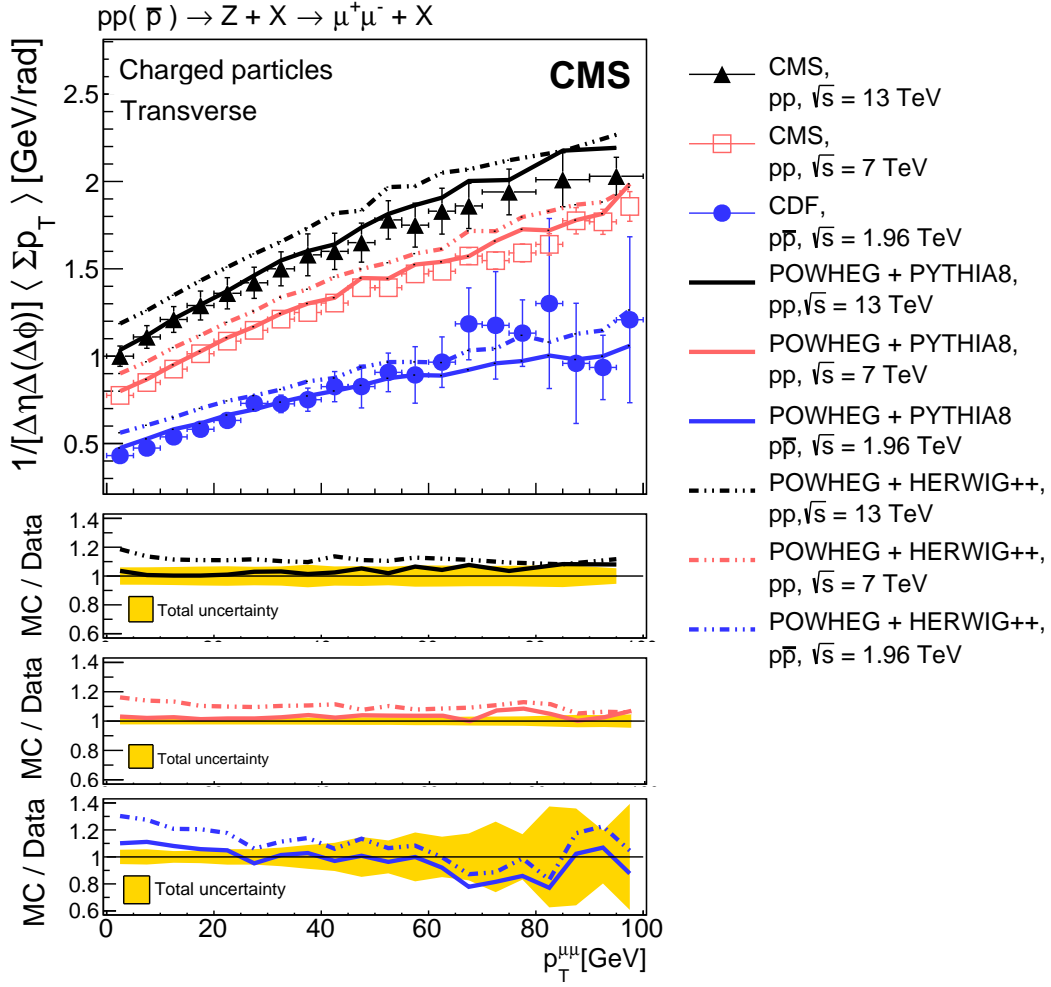 pp( p̅ ) → Z + X → μ⁺μ⁻ + X
1/[ΔηΔ(Δϕ)] ⟨ Σp_T ⟩ [GeV/rad]
Charged particles
CMS
Transverse
2.5
2
1.5
1
0.5
CMS,
pp, √s = 13 TeV
CMS,
pp, √s = 7 TeV
CDF,
pp̅, √s = 1.96 TeV
POWHEG + PYTHIA8,
pp,√s = 13 TeV
POWHEG + PYTHIA8,
pp, √s = 7 TeV
POWHEG + PYTHIA8
pp̅, √s = 1.96 TeV
POWHEG + HERWIG++,
pp,√s = 13 TeV
POWHEG + HERWIG++,
pp, √s = 7 TeV
POWHEG + HERWIG++,
pp̅, √s = 1.96 TeV
MC / Data
1.4
1.2
1
0.8
0.6
Total uncertainty
MC / Data
1.4
1.2
1
0.8
0.6
Total uncertainty
MC / Data
1.4
1.2
1
0.8
0.6
Total uncertainty
0 20 40 60 80 100
p_T^μμ[GeV]